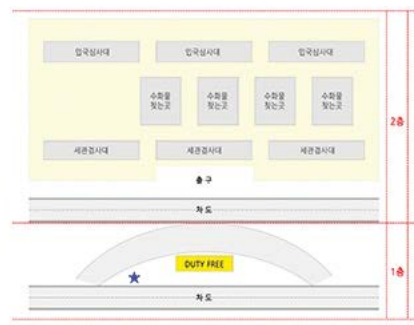 입국심사대 입국심사대 입국심사대
수화물 수화물 수화물 수화물
찾는곳 찾는곳 찾는곳 찾는곳
2층
세관검사대 세관검사대 세관검사대
출구
차도
DUTY FREE
1층
차도